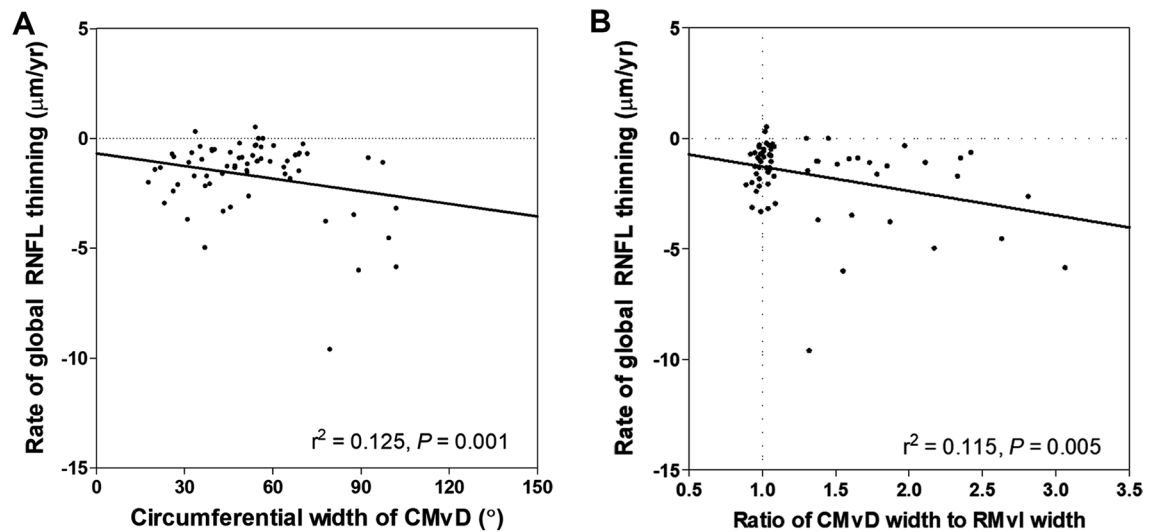 A
Rate of global RNFL thinning (μm/yr)
5
0
-5
-10
-15
r² = 0.125, P = 0.001
0 30 60 90 120 150
Circumferential width of CMvD (°)
B
Rate of global RNFL thinning (μm/yr)
5
0
-5
-10
-15
r² = 0.115, P = 0.005
0.5 1.0 1.5 2.0 2.5 3.0 3.5
Ratio of CMvD width to RMvI width